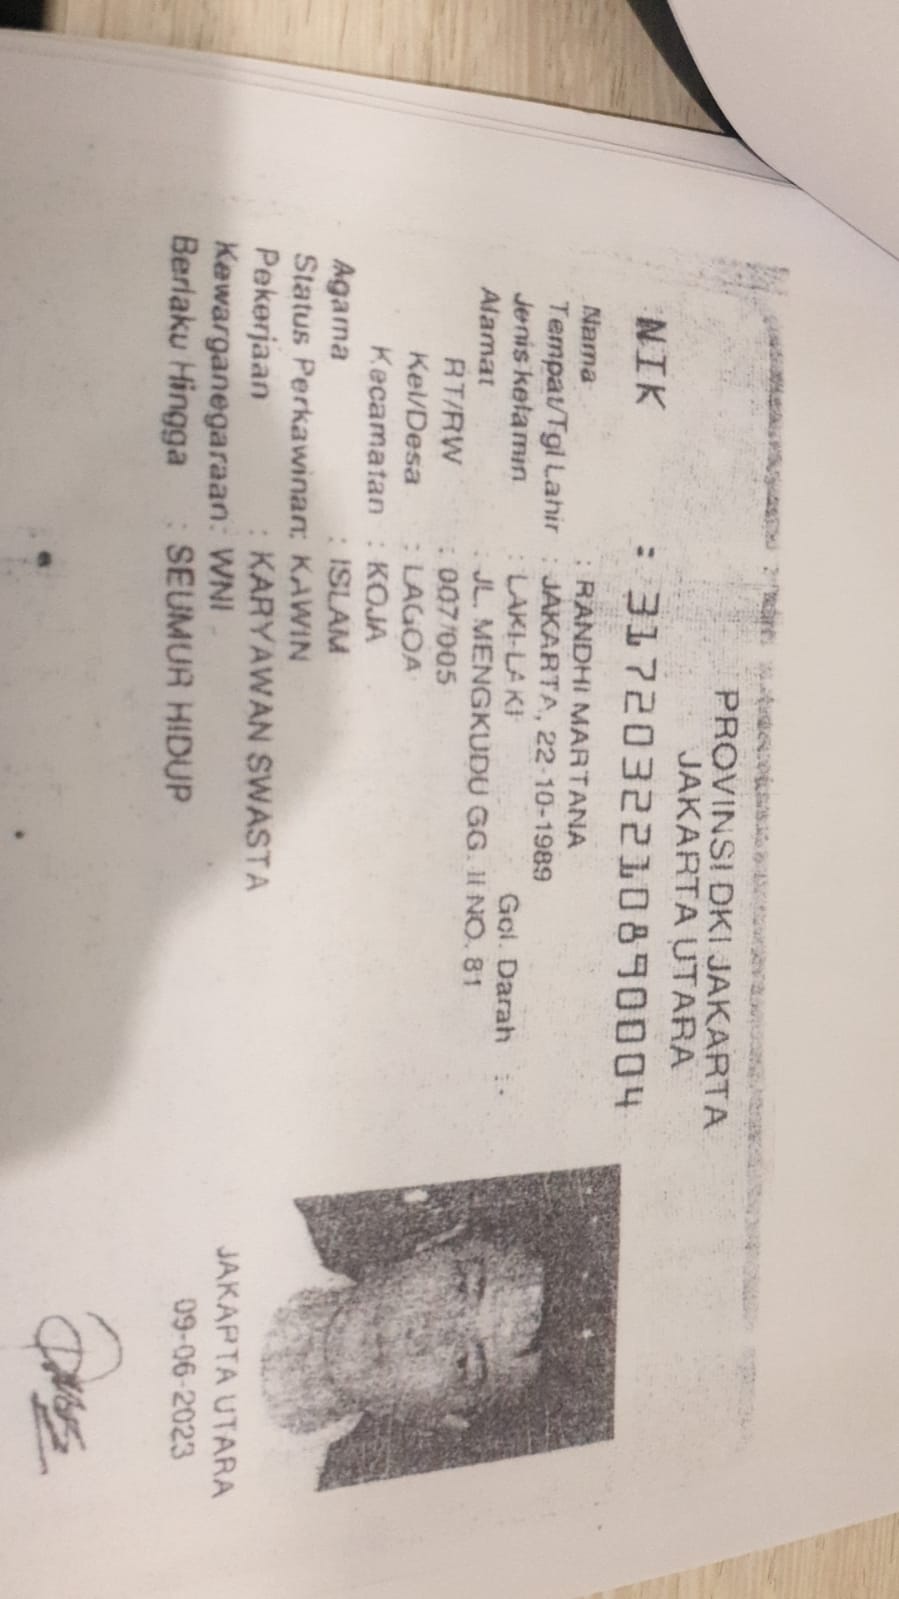 PROVINSI DKI JAKARTA
JAKARTA UTARA
NIK : 3172032210890004
Nama : RANDHI MARTANA
Tempat/Tgl Lahir : JAKARTA, 22-10-1989
Jenis kelamin : LAKI-LAKI Gol. Darah : -
Alamat : JL. MENGKUDU GG. II NO. 81
RT/RW : 007/005
Kel/Desa : LAGOA
Kecamatan : KOJA
Agama : ISLAM
Status Perkawinan: KAWIN
Pekerjaan : KARYAWAN SWASTA
Kewarganegaraan: WNI
Berlaku Hingga : SEUMUR HIDUP
JAKARTA UTARA
09-06-2023